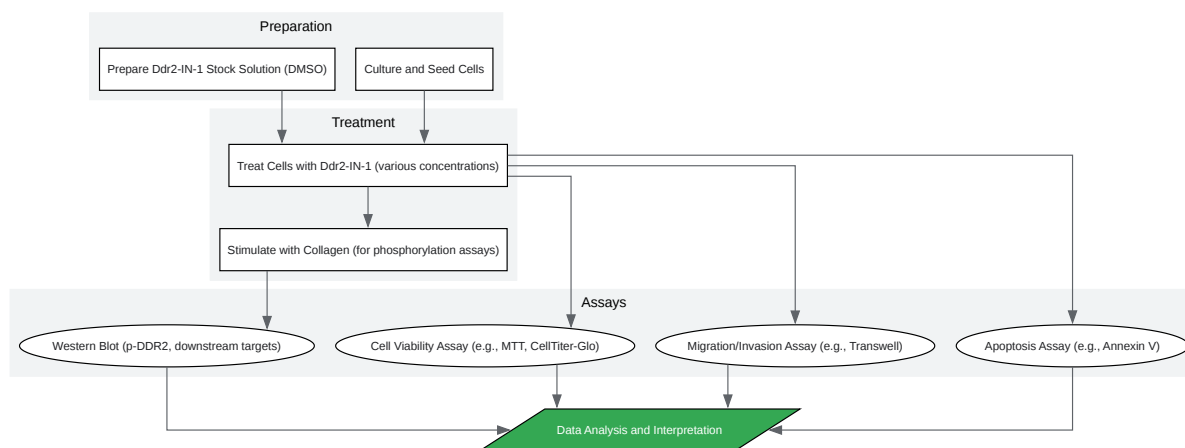 Preparation
Prepare Ddr2-IN-1 Stock Solution (DMSO)
Culture and Seed Cells
Treatment
Treat Cells with Ddr2-IN-1 (various concentrations)
Stimulate with Collagen (for phosphorylation assays)
Assays
Western Blot (p-DDR2, downstream targets)
Cell Viability Assay (e.g., MTT, CellTiter-Glo)
Migration/Invasion Assay (e.g., Transwell)
Apoptosis Assay (e.g., Annexin V)
Data Analysis and Interpretation